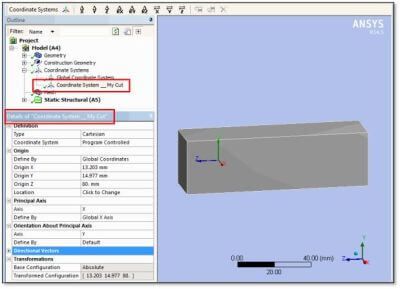 Coordinate Systems
Outline
Filter: Name
Project
Model (A4)
Geometry
Construction Geometry
Coordinate Systems
Global Coordinate System
Coordinate System __ My Cut
Mesh
Static Structural (A5)
Details of "Coordinate System __ My Cut"
Definition
Type Cartesian
Coordinate System Program Controlled
Origin
Define By Global Coordinates
Origin X 13.203 mm
Origin Y 14.977 mm
Origin Z 80. mm
Location Click to Change
Principal Axis
Axis X
Define By Global X Axis
Orientation About Principal Axis
Axis Y
Define By Default
Directional Vectors
Transformations
Base Configuration Absolute
Transformed Configuration [ 13.203 14.977 80. ]
ANSYS
R14.5
Z
Y
0.00
20.00
40.00 (mm)
Y
Z
X